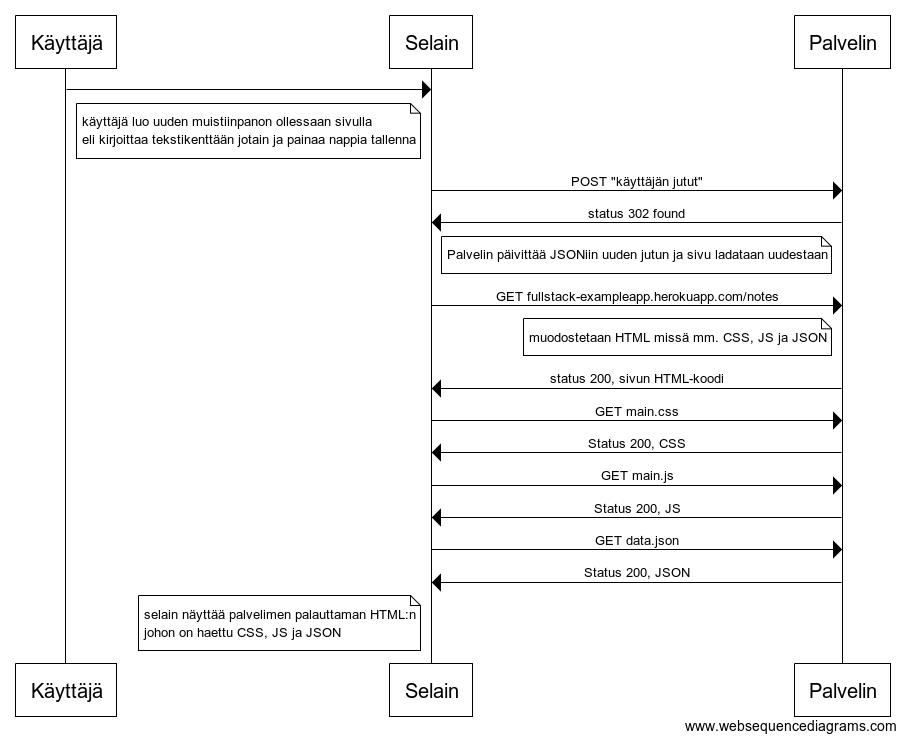 Käyttäjä
Selain
Palvelin
käyttäjä luo uuden muistiinpanon ollessaan sivulla
eli kirjoittaa tekstikenttään jotain ja painaa nappia tallenna
POST "käyttäjän jutut"
status 302 found
Palvelin päivittää JSONiin uuden jutun ja sivu ladataan uudestaan
GET fullstack-exampleapp.herokuapp.com/notes
muodostetaan HTML missä mm. CSS, JS ja JSON
status 200, sivun HTML-koodi
GET main.css
Status 200, CSS
GET main.js
Status 200, JS
GET data.json
Status 200, JSON
selain näyttää palvelimen palauttaman HTML:n
johon on haettu CSS, JS ja JSON
Käyttäjä
Selain
Palvelin
www.websequencediagrams.com